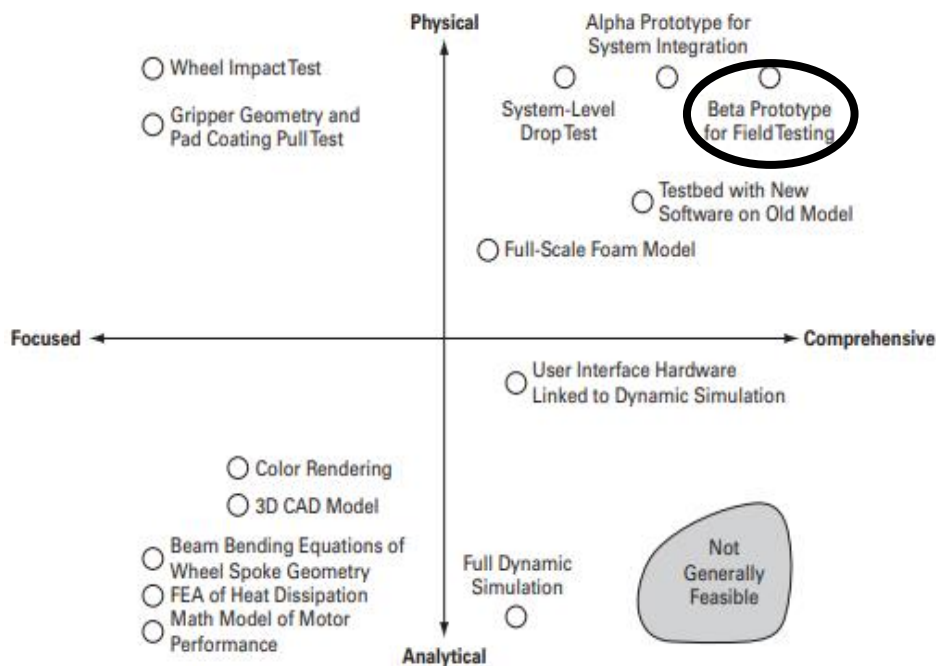 Physical
Alpha Prototype for
System Integration
Wheel Impact Test
Gripper Geometry and
Pad Coating Pull Test
System-Level
Drop Test
Beta Prototype
for Field Testing
Testbed with New
Software on Old Model
Full-Scale Foam Model
Focused
Comprehensive
User Interface Hardware
Linked to Dynamic Simulation
Color Rendering
3D CAD Model
Beam Bending Equations of
Wheel Spoke Geometry
FEA of Heat Dissipation
Math Model of Motor
Performance
Full Dynamic
Simulation
Not
Generally
Feasible
Analytical